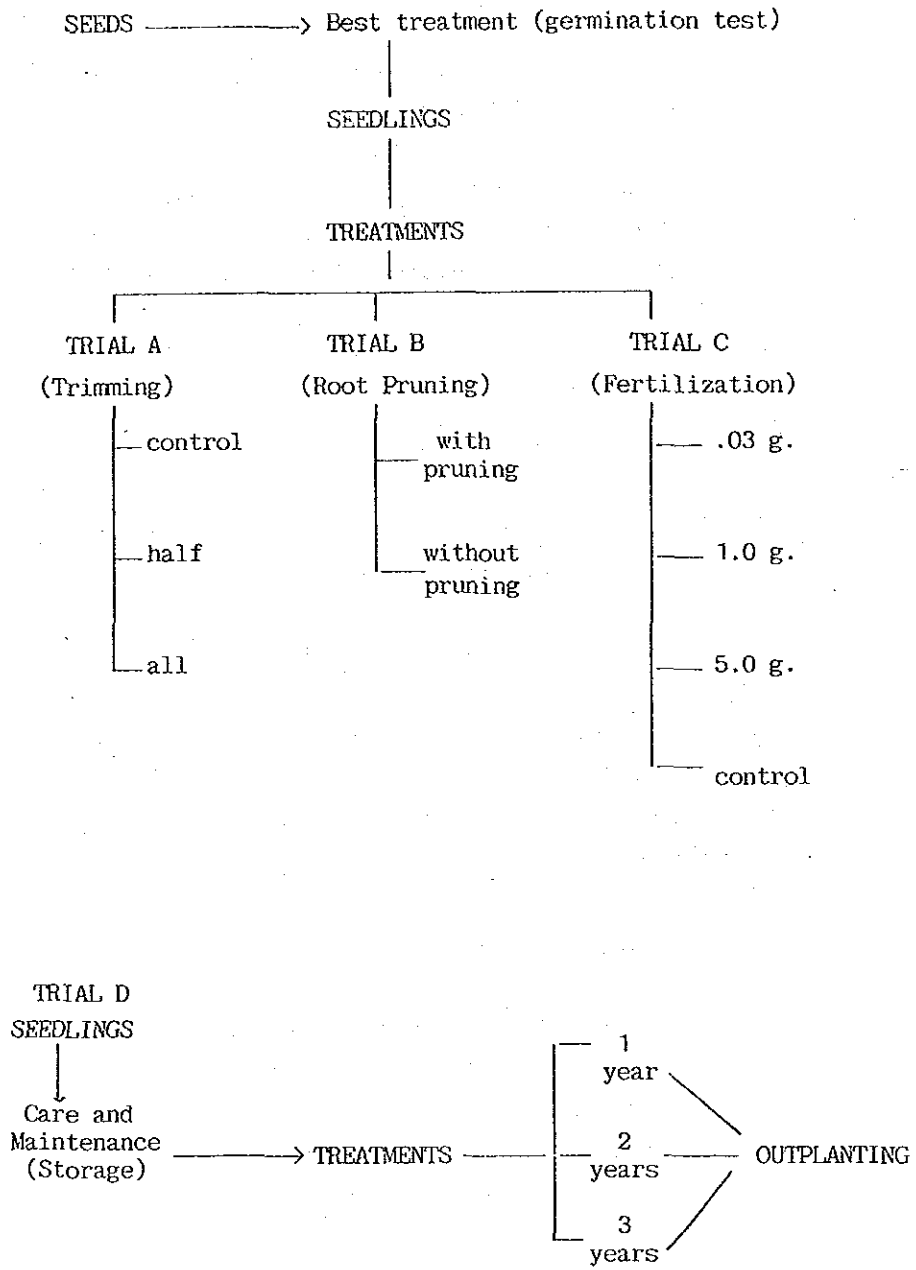 SEEDS Best treatment (germination test)
SEEDLINGS
TREATMENTS
TRIAL A
(Trimming)
control
half
all
TRIAL B
(Root Pruning)
with
pruning
without
pruning
TRIAL C
(Fertilization)
.03 g.
1.0 g.
5.0 g.
control
TRIAL D
SEEDLINGS
Care and
Maintenance
(Storage)
TREATMENTS
1
year
2
years
3
years
OUTPLANTING